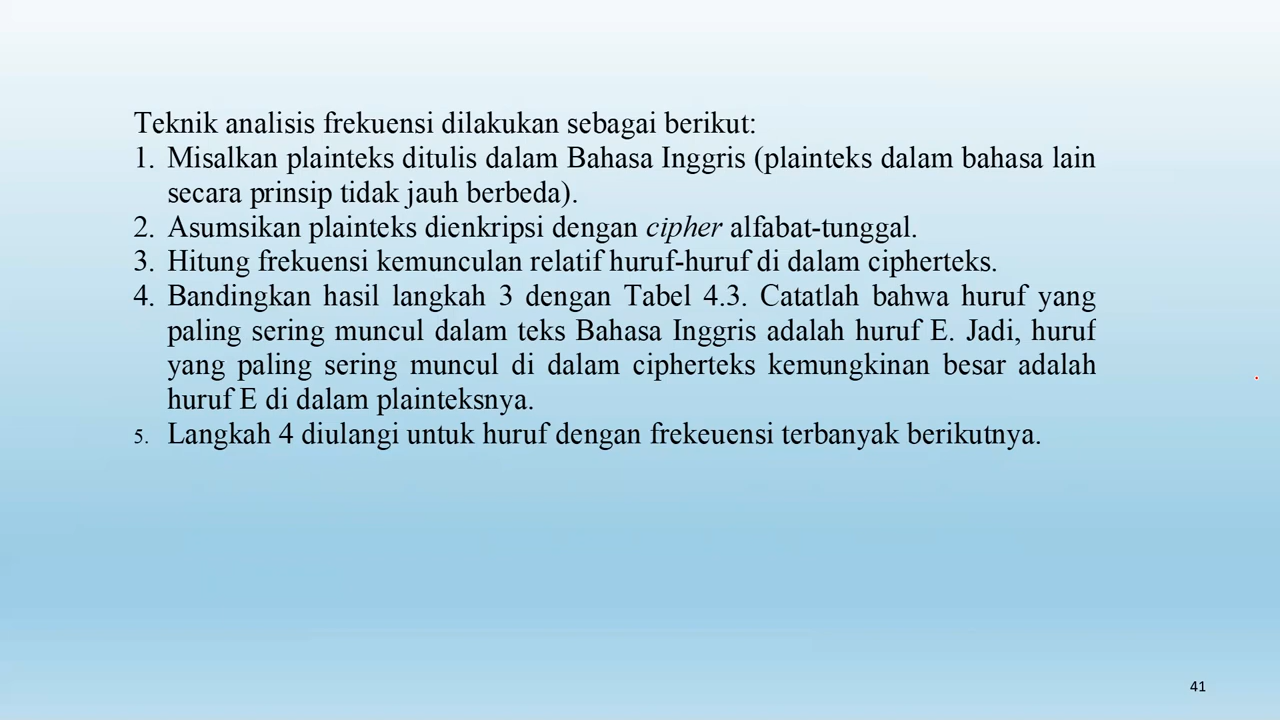 Teknik analisis frekuensi dilakukan sebagai berikut:
1. Misalkan plainteks ditulis dalam Bahasa Inggris (plainteks dalam bahasa lain
secara prinsip tidak jauh berbeda).
2. Asumsikan plainteks dienkripsi dengan cipher alfabat-tunggal.
3. Hitung frekuensi kemunculan relatif huruf-huruf di dalam cipherteks.
4. Bandingkan hasil langkah 3 dengan Tabel 4.3. Catatlah bahwa huruf yang
paling sering muncul dalam teks Bahasa Inggris adalah huruf E. Jadi, huruf
yang paling sering muncul di dalam cipherteks kemungkinan besar adalah
huruf E di dalam plainteksnya.
5. Langkah 4 diulangi untuk huruf dengan frekeuensi terbanyak berikutnya.
41